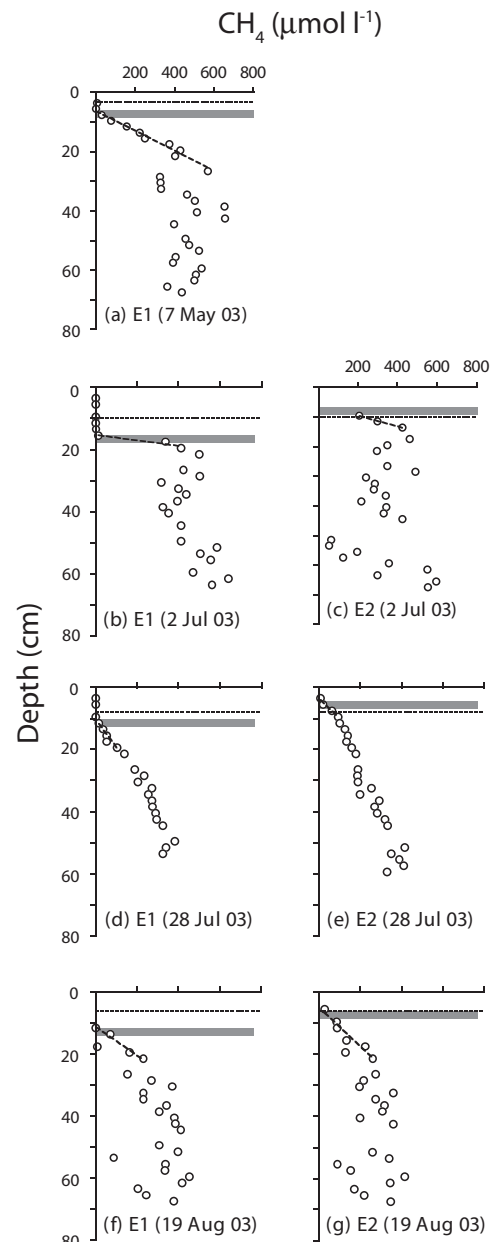 CH4 (μmol l-1)
200 400 600 800
0
20
40
60
80
(a) E1 (7 May 03)
200 400 600 800
0
20
40
60
80
(b) E1 (2 Jul 03)
(c) E2 (2 Jul 03)
Depth (cm)
0
20
40
60
80
(d) E1 (28 Jul 03)
(e) E2 (28 Jul 03)
0
20
40
60
80
(f) E1 (19 Aug 03)
(g) E2 (19 Aug 03)